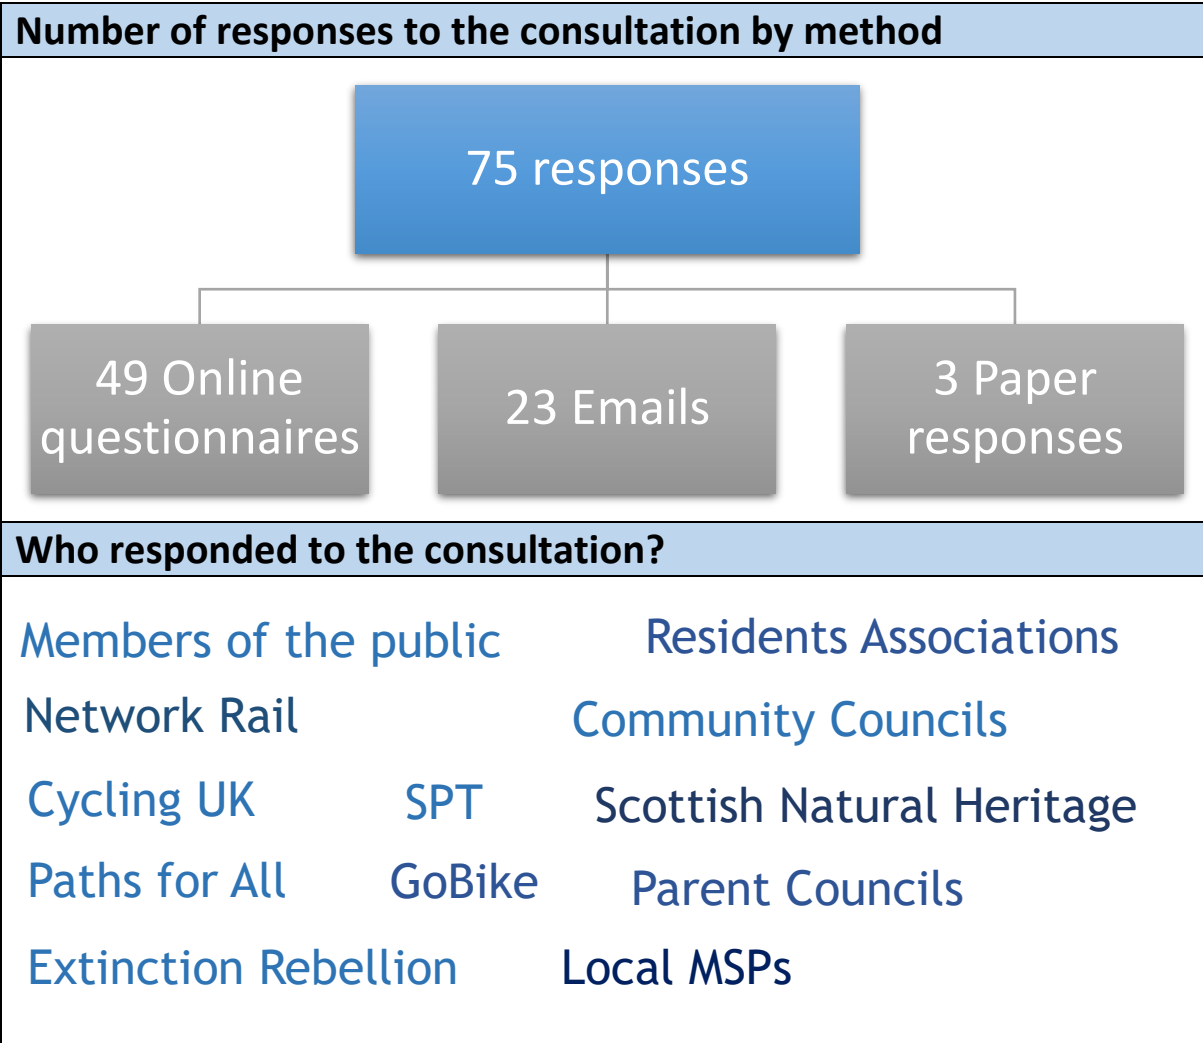 Number of responses to the consultation by method
75 responses
49 Online
questionnaires
23 Emails
3 Paper
responses
Who responded to the consultation?
Members of the public
Residents Associations
Network Rail
Community Councils
Cycling UK
SPT
Scottish Natural Heritage
Paths for All
GoBike
Parent Councils
Extinction Rebellion
Local MSPs